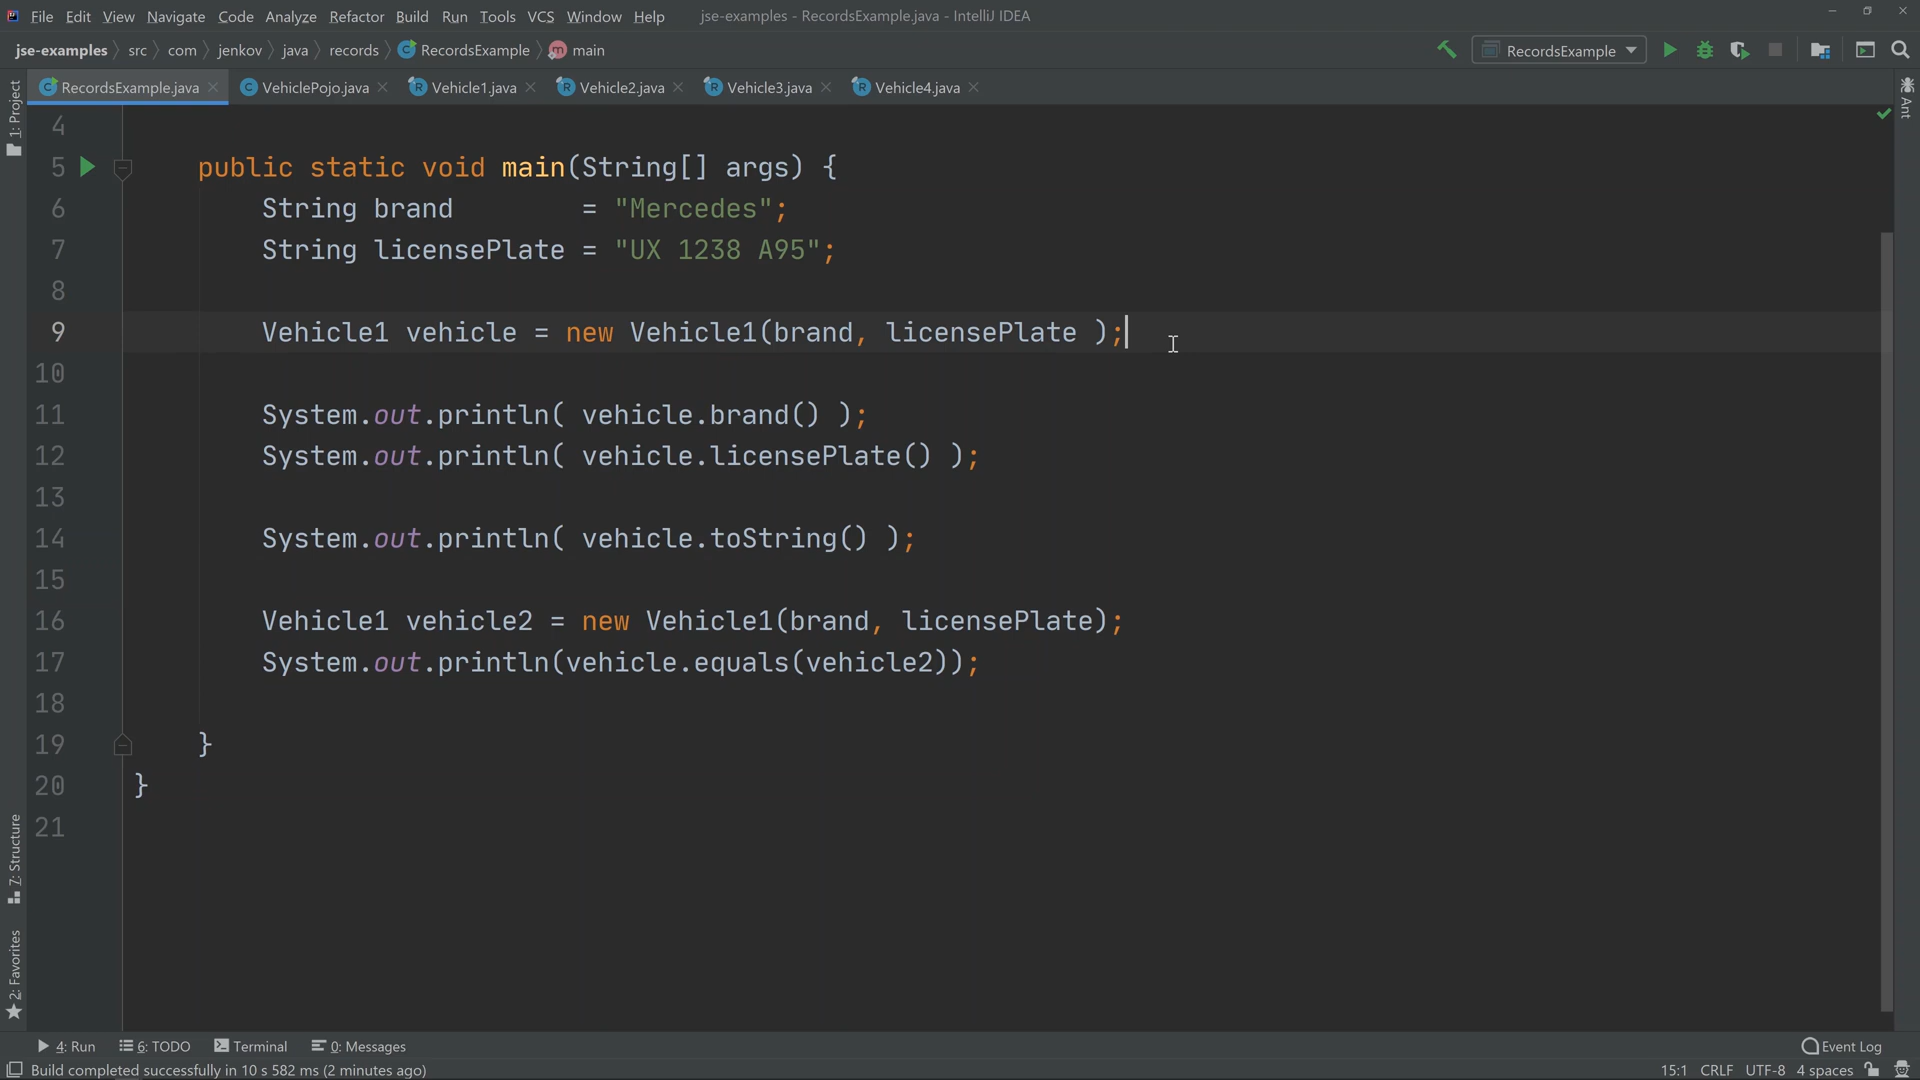 File Edit View Navigate Code Analyze Refactor Build Run Tools VCS Window Help jse-examples - RecordsExample.java - IntelliJ IDEA
jse-examples src com jenkov java records RecordsExample main RecordsExample
RecordsExample.java VehiclePojo.java Vehicle1.java Vehicle2.java Vehicle3.java Vehicle4.java
1: Project
Ant
4
5 public static void main(String[] args) {
6 String brand = "Mercedes";
7 String licensePlate = "UX 1238 A95";
8
9 Vehicle1 vehicle = new Vehicle1(brand, licensePlate );
10
11 System.out.println( vehicle.brand() );
12 System.out.println( vehicle.licensePlate() );
13
14 System.out.println( vehicle.toString() );
15
16 Vehicle1 vehicle2 = new Vehicle1(brand, licensePlate);
17 System.out.println(vehicle.equals(vehicle2));
18
19 }
20 }
21
7: Structure
2: Favorites
4: Run 6: TODO Terminal 0: Messages Event Log
Build completed successfully in 10 s 582 ms (2 minutes ago) 15:1 CRLF UTF-8 4 spaces